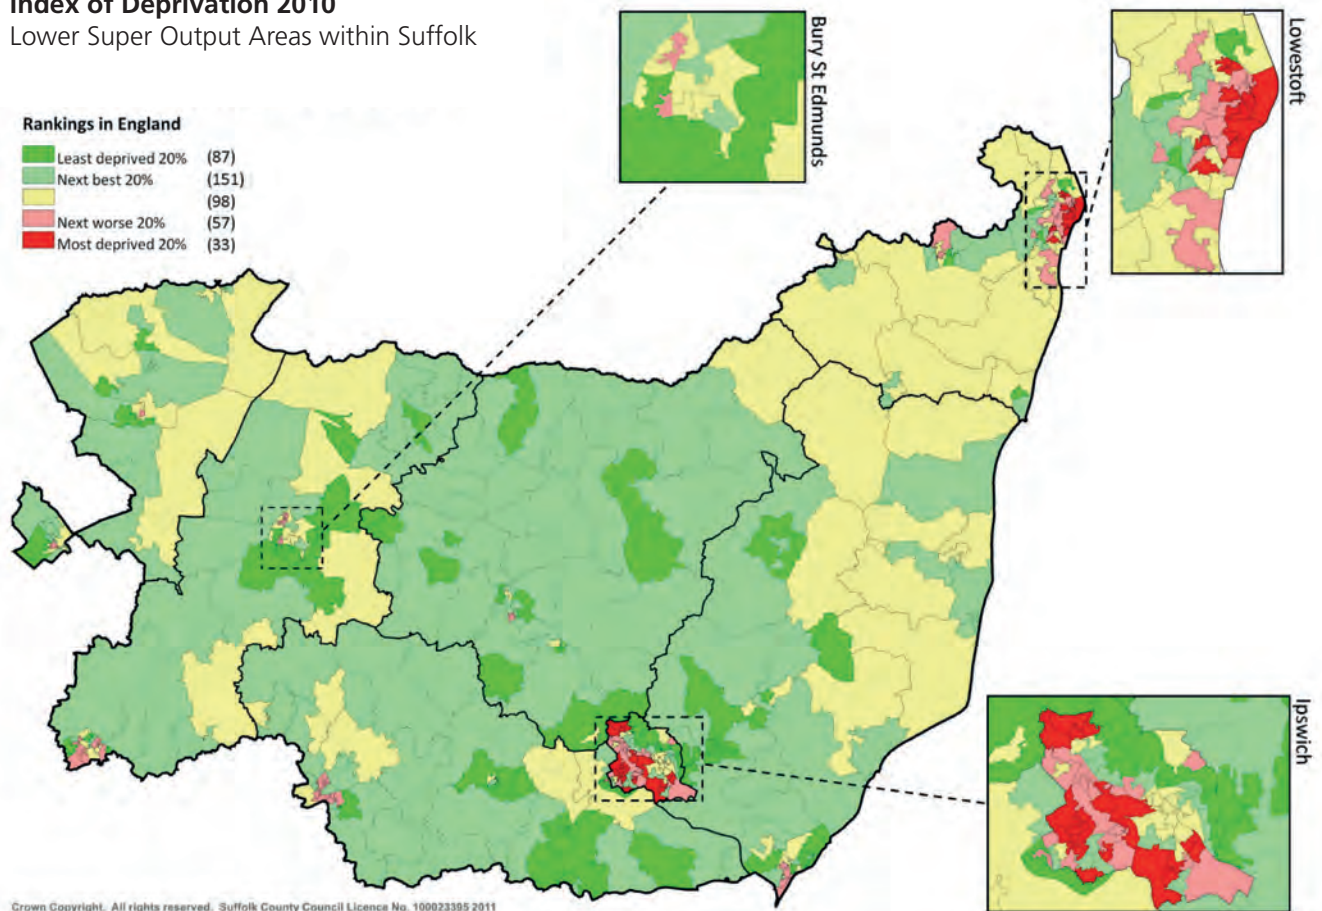 Index of Deprivation 2010
Lower Super Output Areas within Suffolk
Rankings in England
Least deprived 20% (87)
Next best 20% (151)
(98)
Next worse 20% (57)
Most deprived 20% (33)
Bury St Edmunds
Lowestoft
Ipswich
Crown Copyright. All rights reserved. Suffolk County Council Licence No. 100023395 2011